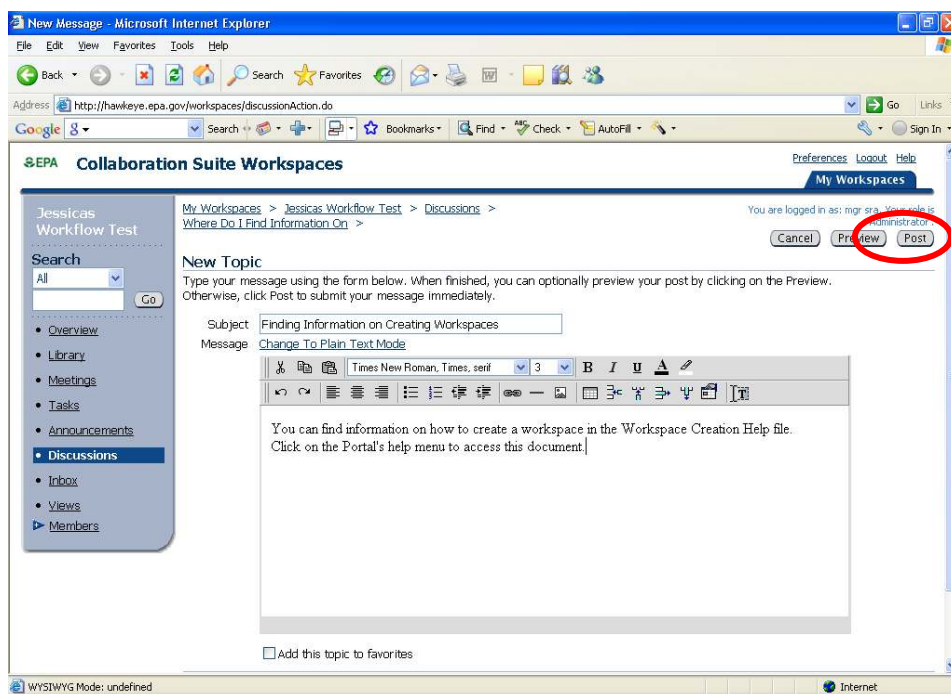 New Message - Microsoft Internet Explorer
File Edit View Favorites Tools Help
Back Search Favorites
Address http://hawkeye.epa.gov/workspaces/discussionAction.do Go Links
Google Search Bookmarks Find Check AutoFill Sign In
EPA Collaboration Suite Workspaces
Preferences Logout Help
My Workspaces
Jessicas
Workflow Test
Search
All
Go
Overview
Library
Meetings
Tasks
Announcements
Discussions
Inbox
Views
Members
My Workspaces > Jessicas Workflow Test > Discussions >
Where Do I Find Information On >
You are logged in as: mgr sra. Your role is
Administrator .
Cancel Preview Post
New Topic
Type your message using the form below. When finished, you can optionally preview your post by clicking on the Preview.
Otherwise, click Post to submit your message immediately.
Subject Finding Information on Creating Workspaces
Message Change To Plain Text Mode
Times New Roman, Times, serif 3 B I U A
You can find information on how to create a workspace in the Workspace Creation Help file.
Click on the Portal's help menu to access this document.
Add this topic to favorites
WYSIWYG Mode: undefined Internet